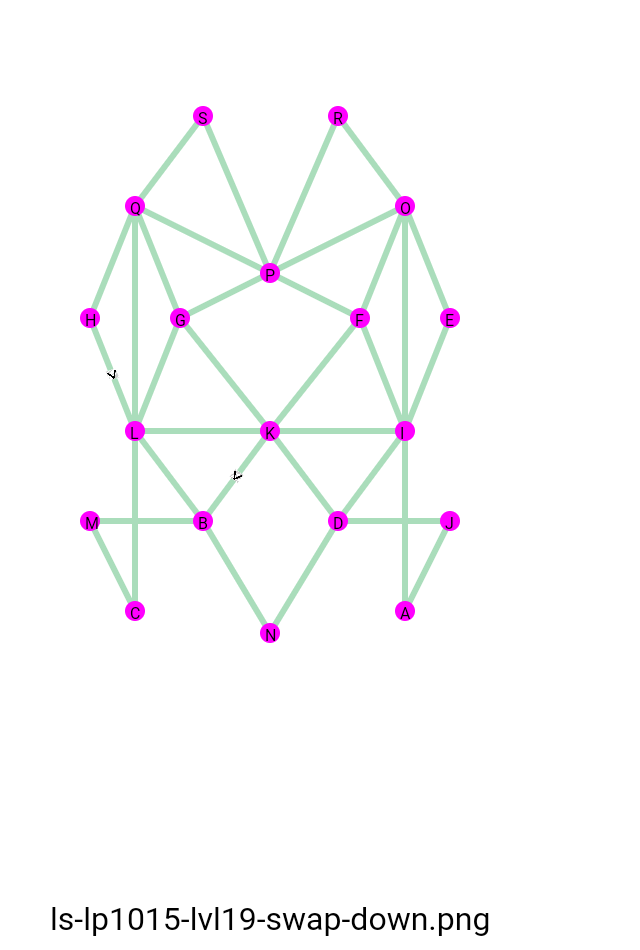 S R
Q O
P
H G F E
L K I
M B D J
C A
N
ls-lp1015-lvl19-swap-down.png